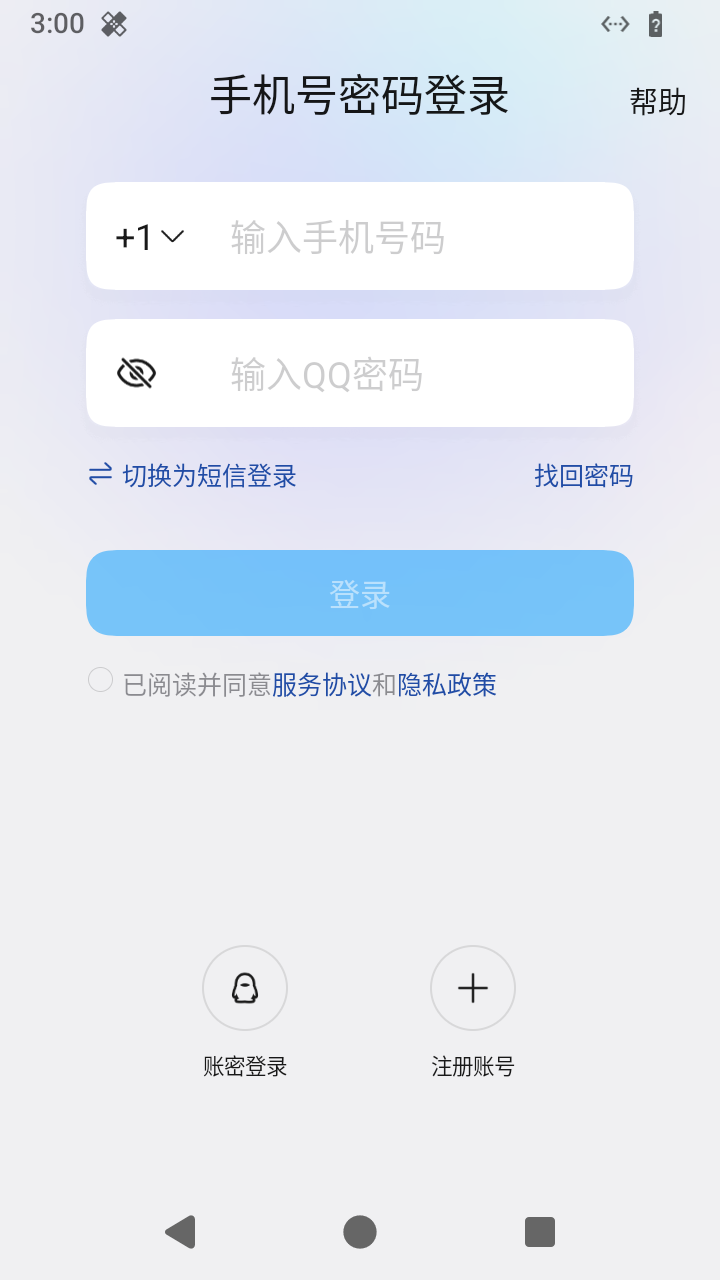 3:00
手机号密码登录
帮助
+1
输入手机号码
输入QQ密码
切换为短信登录
找回密码
登录
已阅读并同意服务协议和隐私政策
账密登录
注册账号